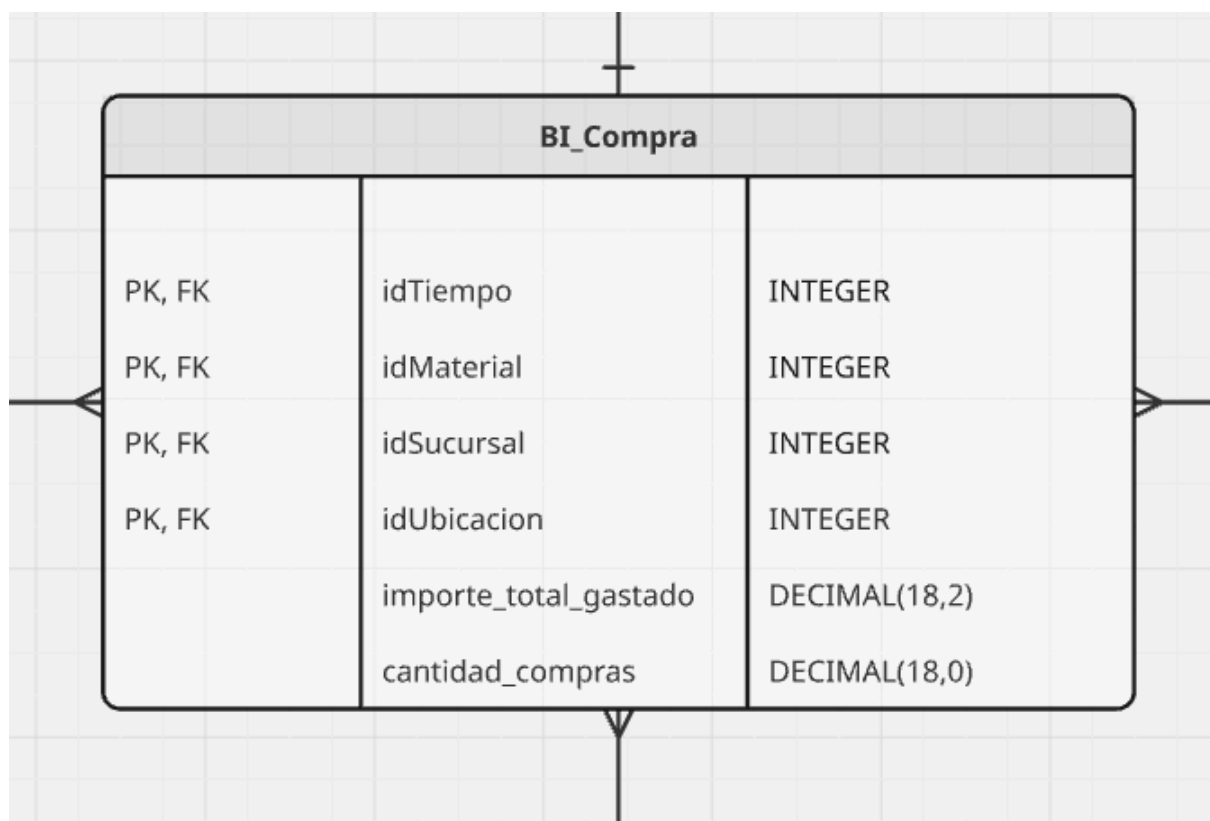 BI_Compra
PK, FK idTiempo INTEGER
PK, FK idMaterial INTEGER
PK, FK idSucursal INTEGER
PK, FK idUbicacion INTEGER
importe_total_gastado DECIMAL(18,2)
cantidad_compras DECIMAL(18,0)